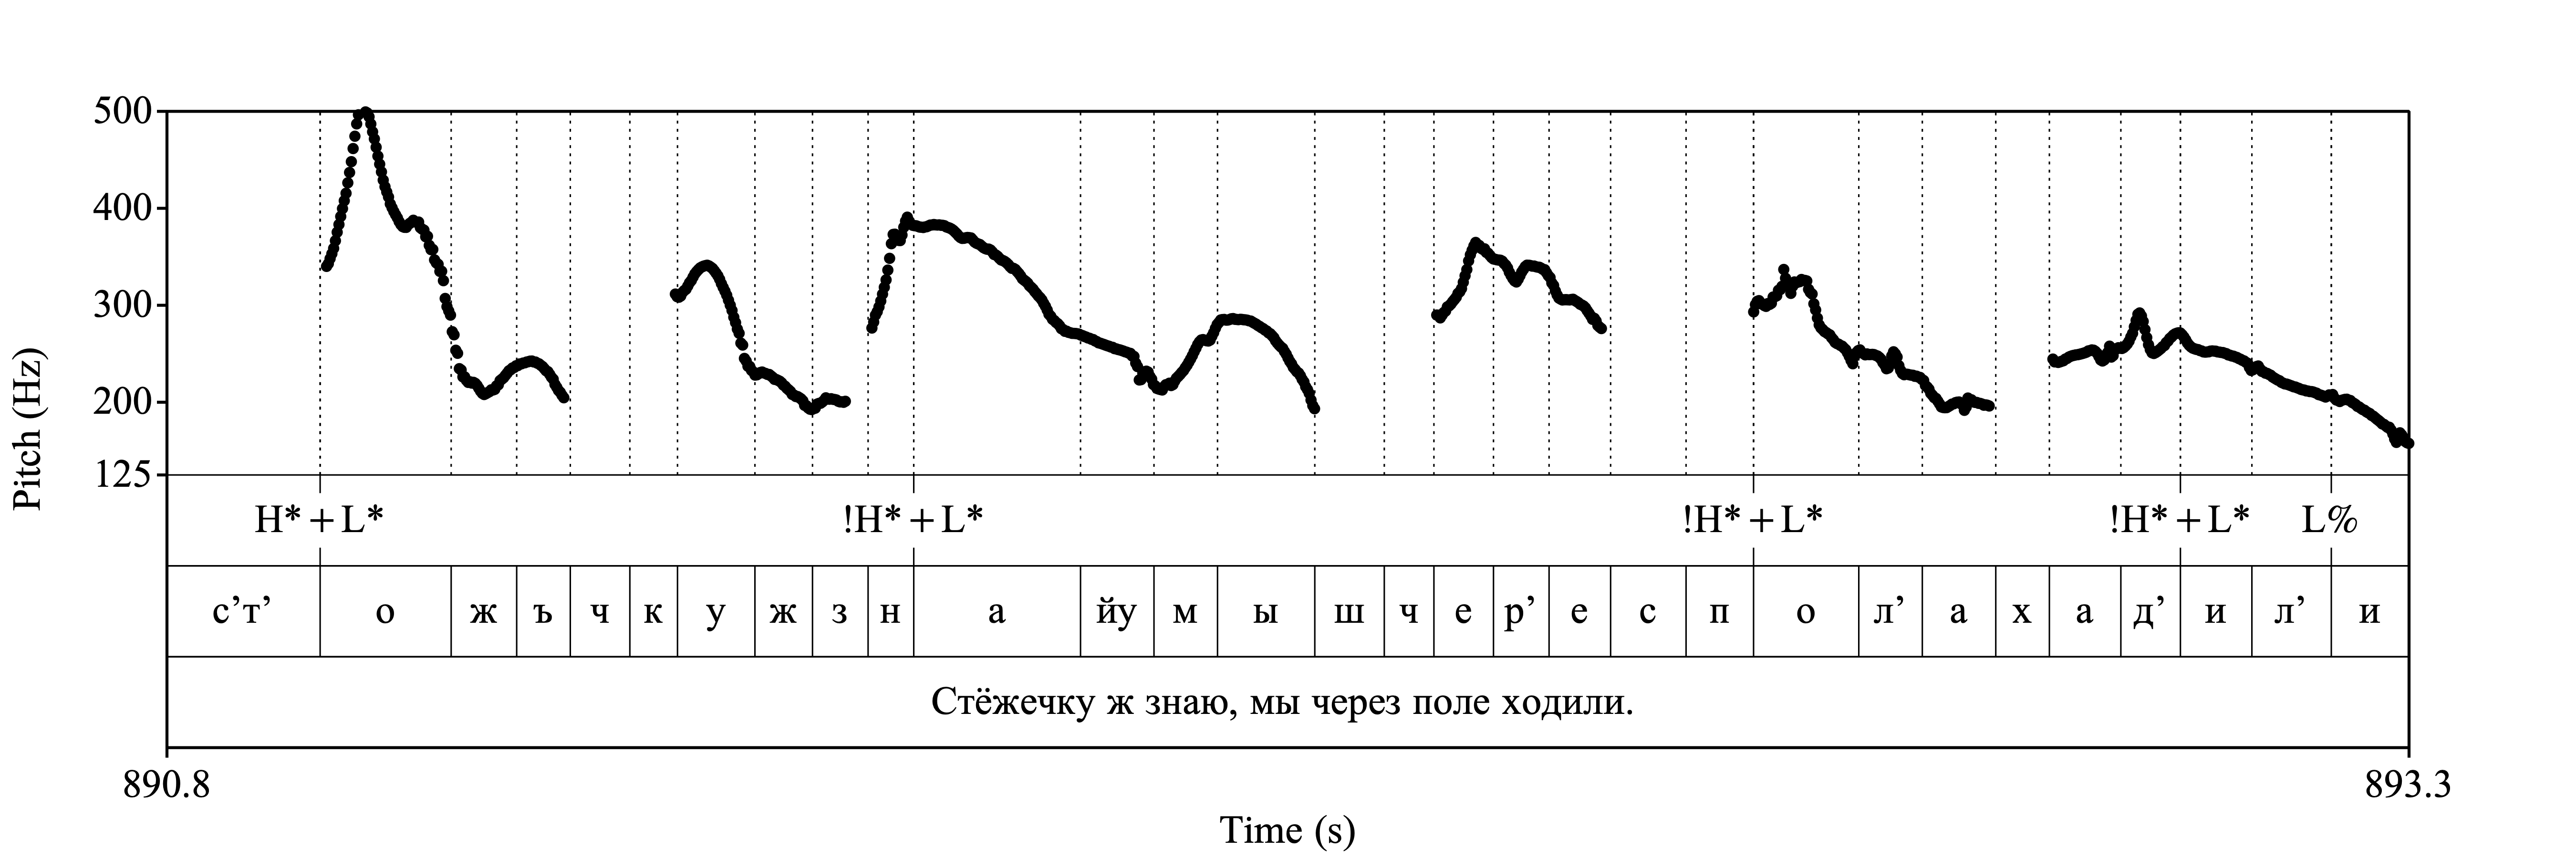 500
400
300
200
125
Pitch (Hz)
H* + L* !H* + L* !H* + L* !H* + L* L%
с’т’ о ж ъ ч к у ж з н а йу м ы ш ч е р’ е с п о л’ а х а д’ и л’ и
Стёжечку ж знаю, мы через поле ходили.
890.8 893.3
Time (s)